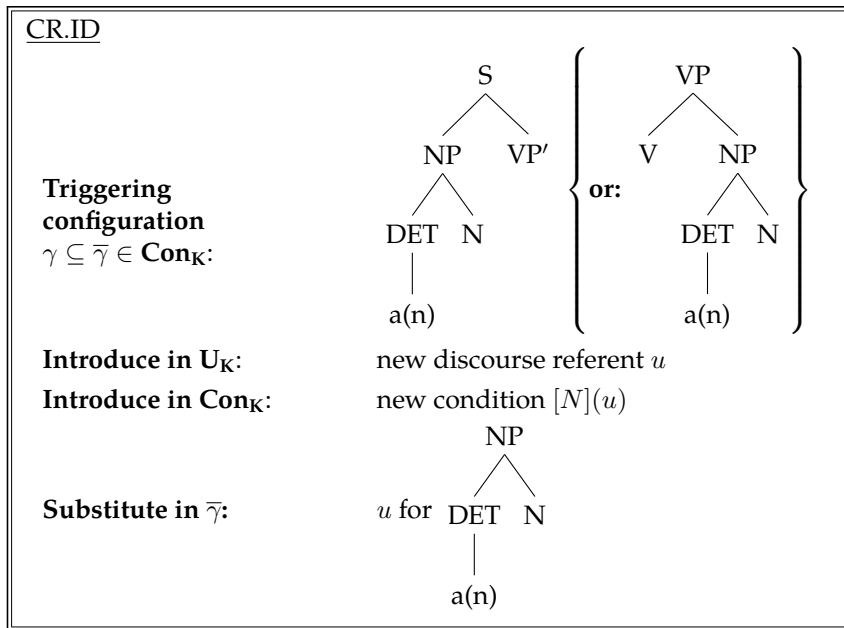 CR.ID
S
NP VP′
DET N
a(n)
or:
VP
V NP
DET N
a(n)
Triggering
configuration
γ ⊆ γ̅ ∈ Con_K:
Introduce in U_K: new discourse referent u
Introduce in Con_K: new condition [N](u)
Substitute in γ̅: u for
NP
DET N
a(n)